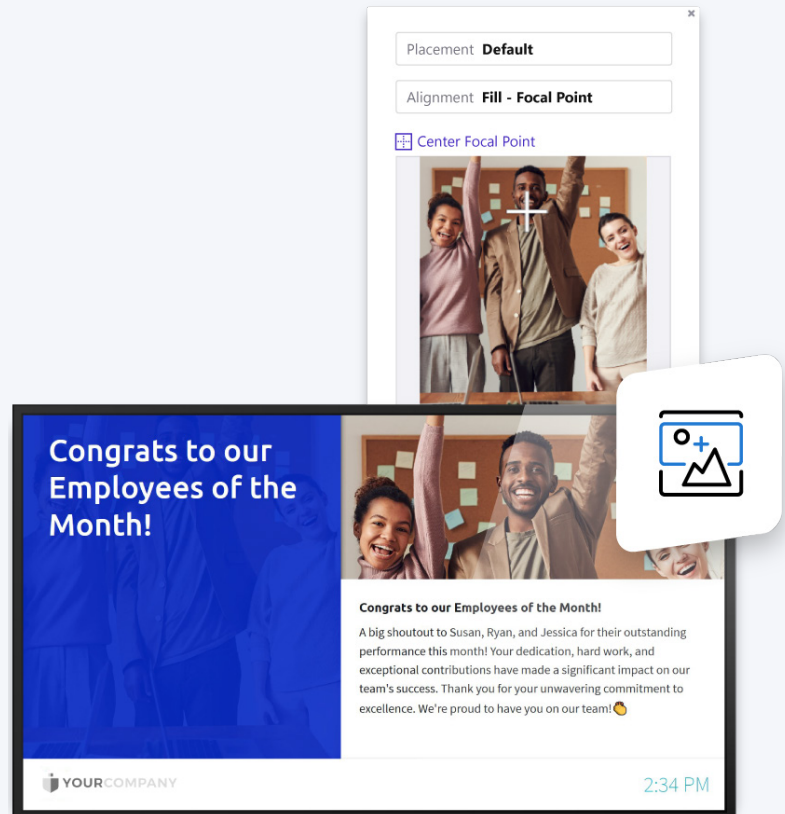 Placement Default
Alignment Fill - Focal Point
Center Focal Point
Congrats to our
Employees of the
Month!
Congrats to our Employees of the Month!
A big shoutout to Susan, Ryan, and Jessica for their outstanding
performance this month! Your dedication, hard work, and
exceptional contributions have made a significant impact on our
team's success. Thank you for your unwavering commitment to
excellence. We're proud to have you on our team!👏
YOURCOMPANY
2:34 PM